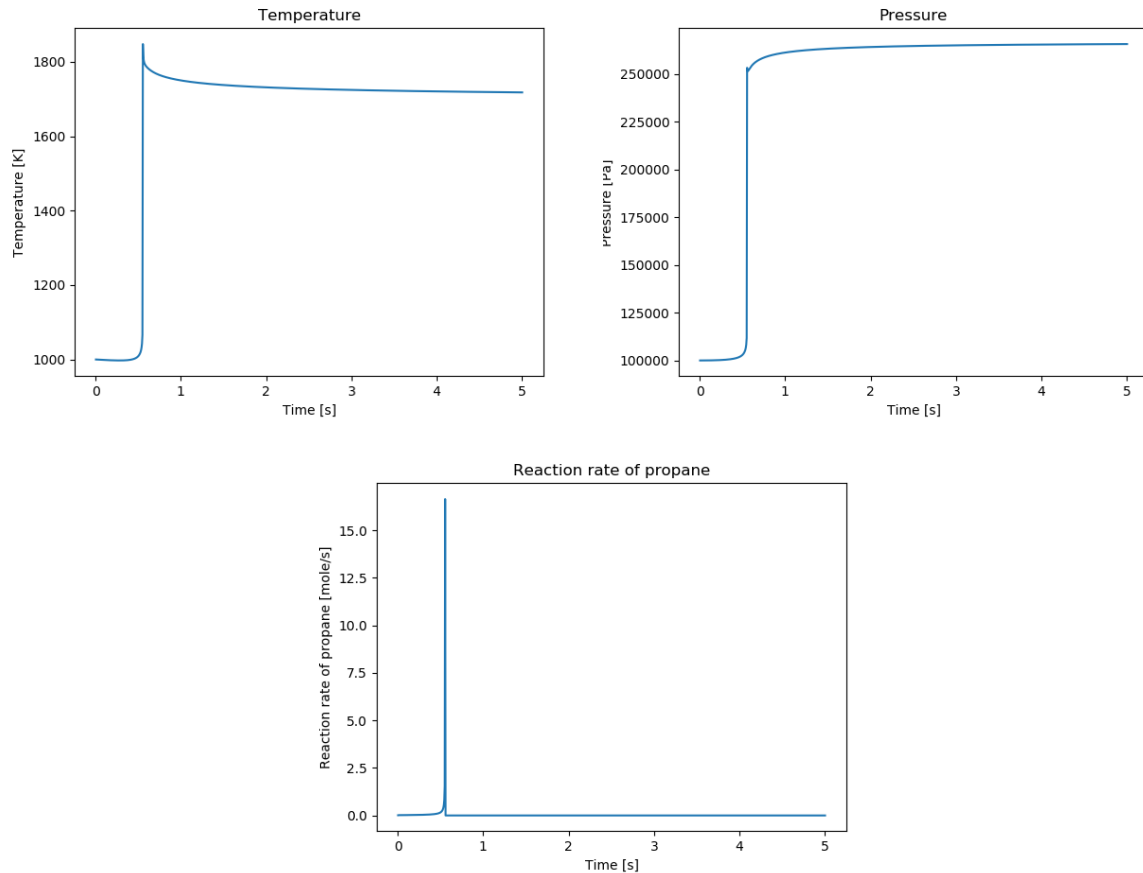 Temperature
Temperature [K]
1800
1600
1400
1200
1000
0 1 2 3 4 5
Time [s]
Pressure
Pressure [Pa]
250000
225000
200000
175000
150000
125000
100000
0 1 2 3 4 5
Time [s]
Reaction rate of propane
Reaction rate of propane [mole/s]
15.0
12.5
10.0
7.5
5.0
2.5
0.0
0 1 2 3 4 5
Time [s]